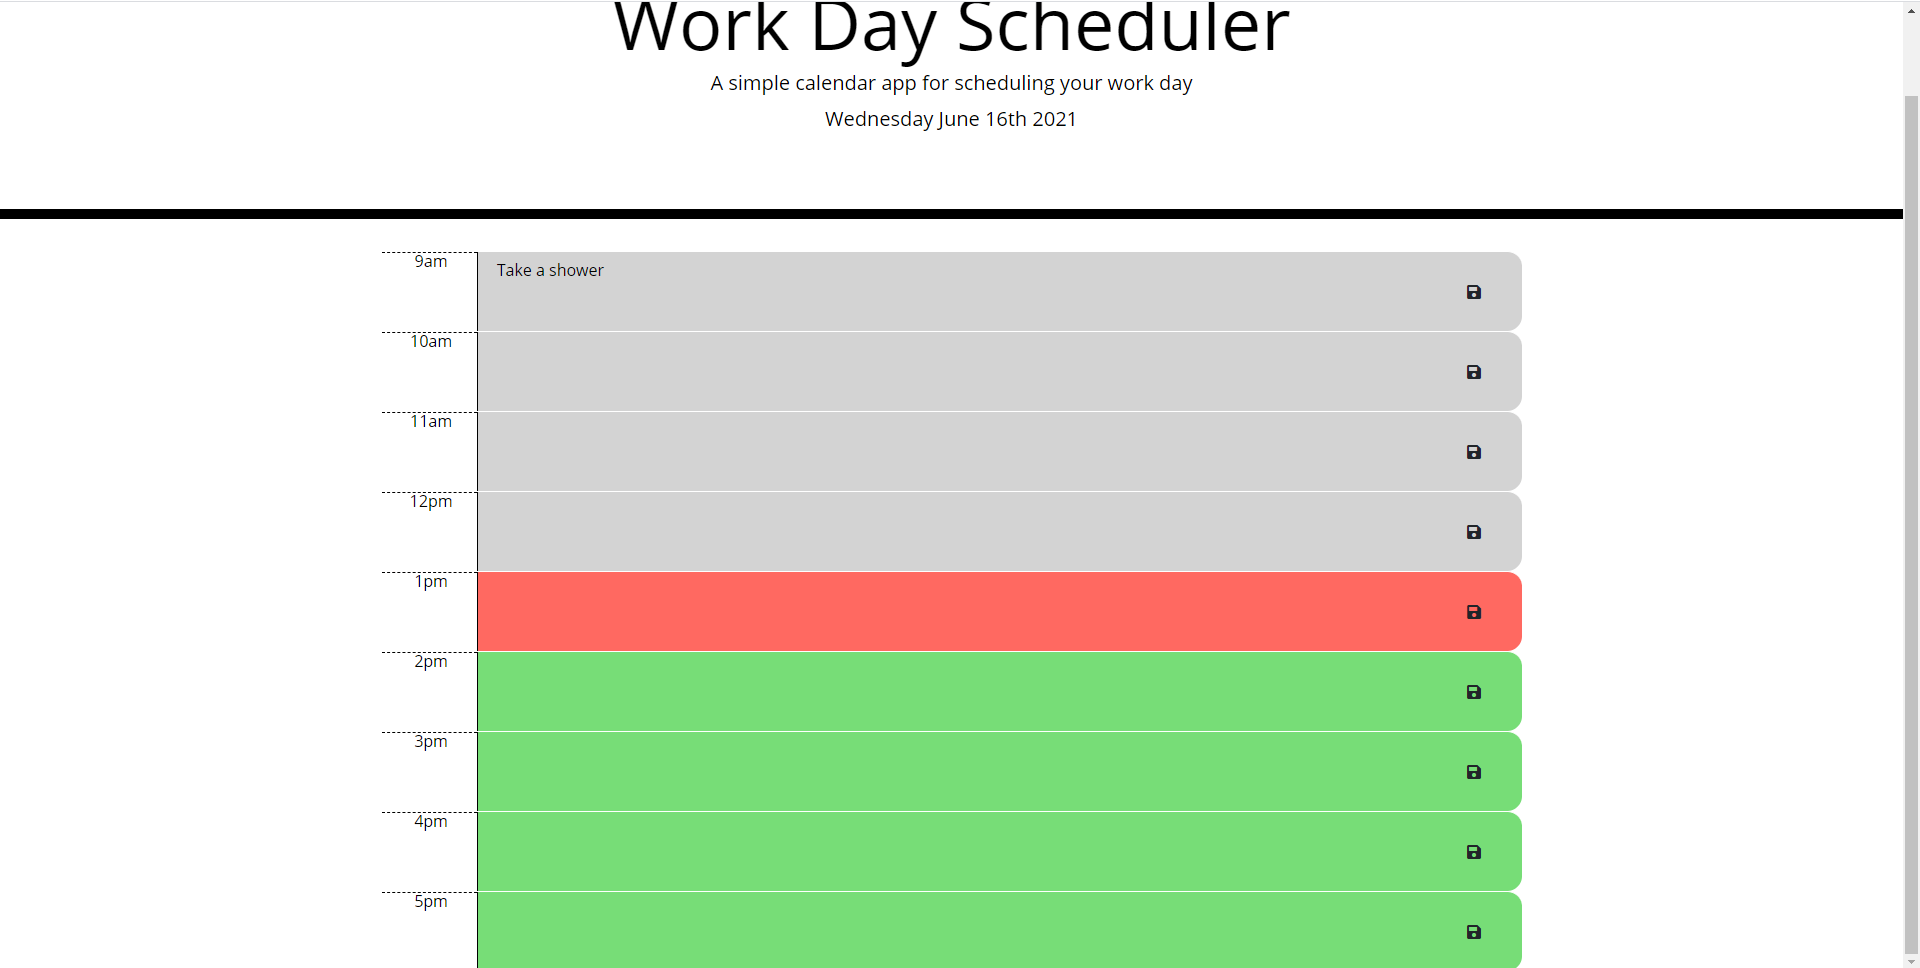 Work Day Scheduler
A simple calendar app for scheduling your work day
Wednesday June 16th 2021
9am
Take a shower
10am
11am
12pm
1pm
2pm
3pm
4pm
5pm